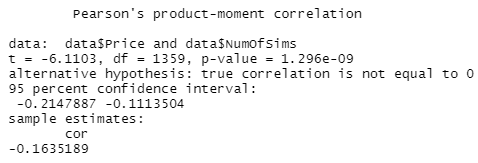 Pearson's product-moment correlation
data:  data$Price and data$NumOfSims
t = -6.1103, df = 1359, p-value = 1.296e-09
alternative hypothesis: true correlation is not equal to 0
95 percent confidence interval:
 -0.2147887 -0.1113504
sample estimates:
cor
-0.1635189